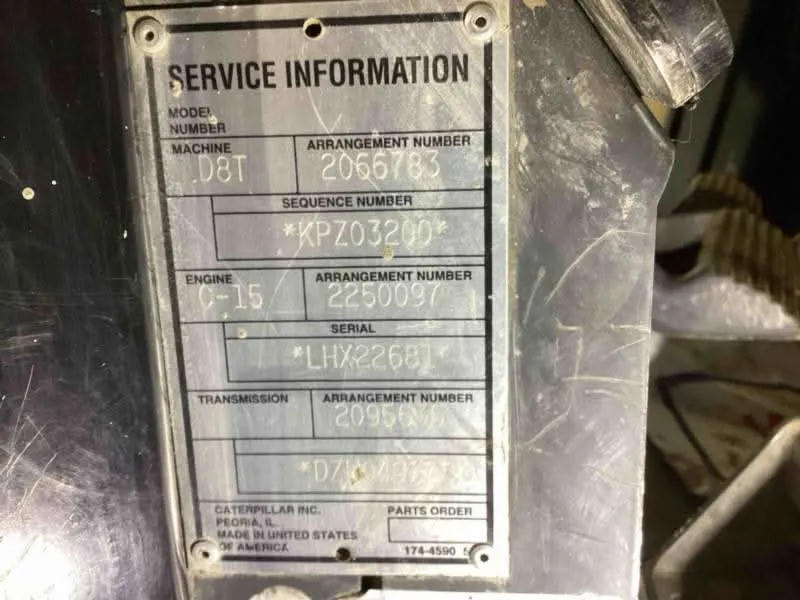 SERVICE INFORMATION
MODEL
NUMBER
MACHINE ARRANGEMENT NUMBER
D8T 2066783
SEQUENCE NUMBER
*KPZ03200*
ENGINE ARRANGEMENT NUMBER
C-15 2250097
SERIAL
*LHX22681*
TRANSMISSION ARRANGEMENT NUMBER
CATERPILLAR INC. PARTS ORDER
PEORIA, IL.
MADE IN UNITED STATES
OF AMERICA 174-4590 5